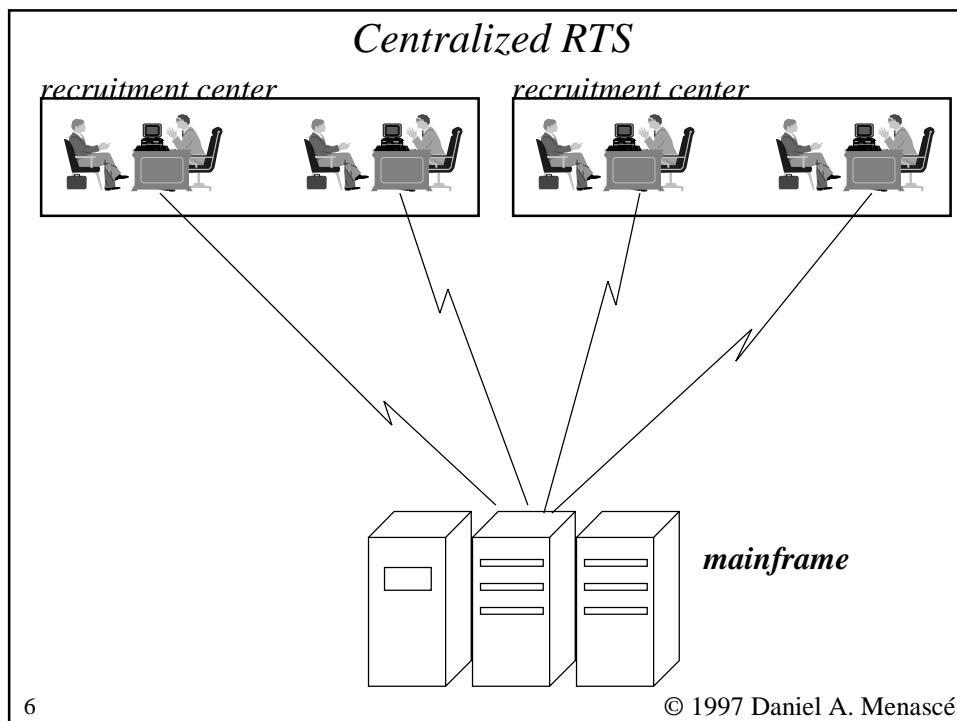 Centralized RTS
recruitment center
recruitment center
mainframe
6
© 1997 Daniel A. Menascé